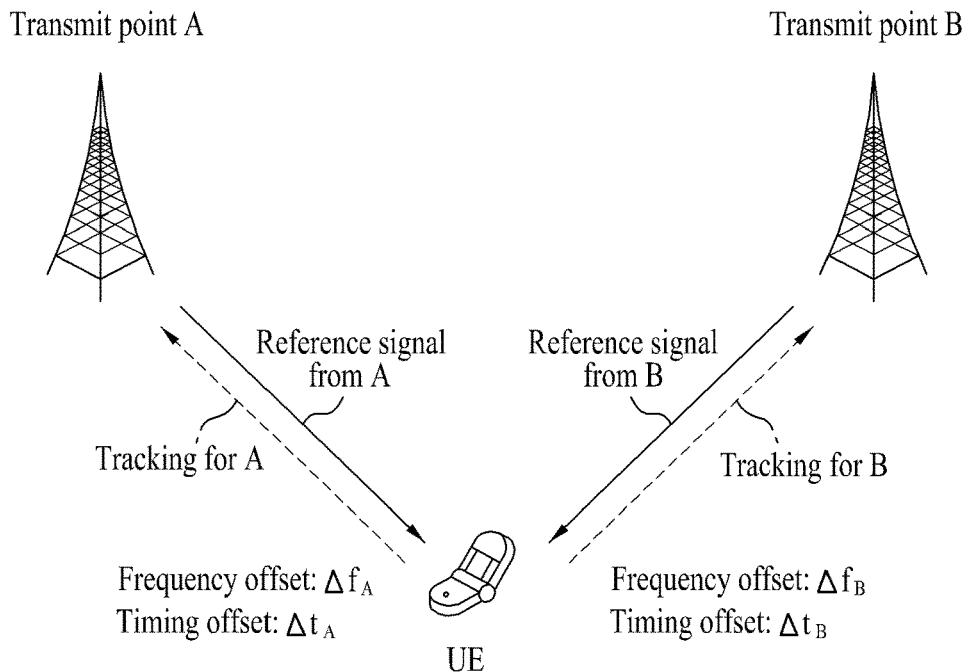 Transmit point A
Transmit point B
Reference signal
from A
Reference signal
from B
Tracking for A
Tracking for B
Frequency offset: Δf_A
Timing offset: Δt_A
Frequency offset: Δf_B
Timing offset: Δt_B
UE